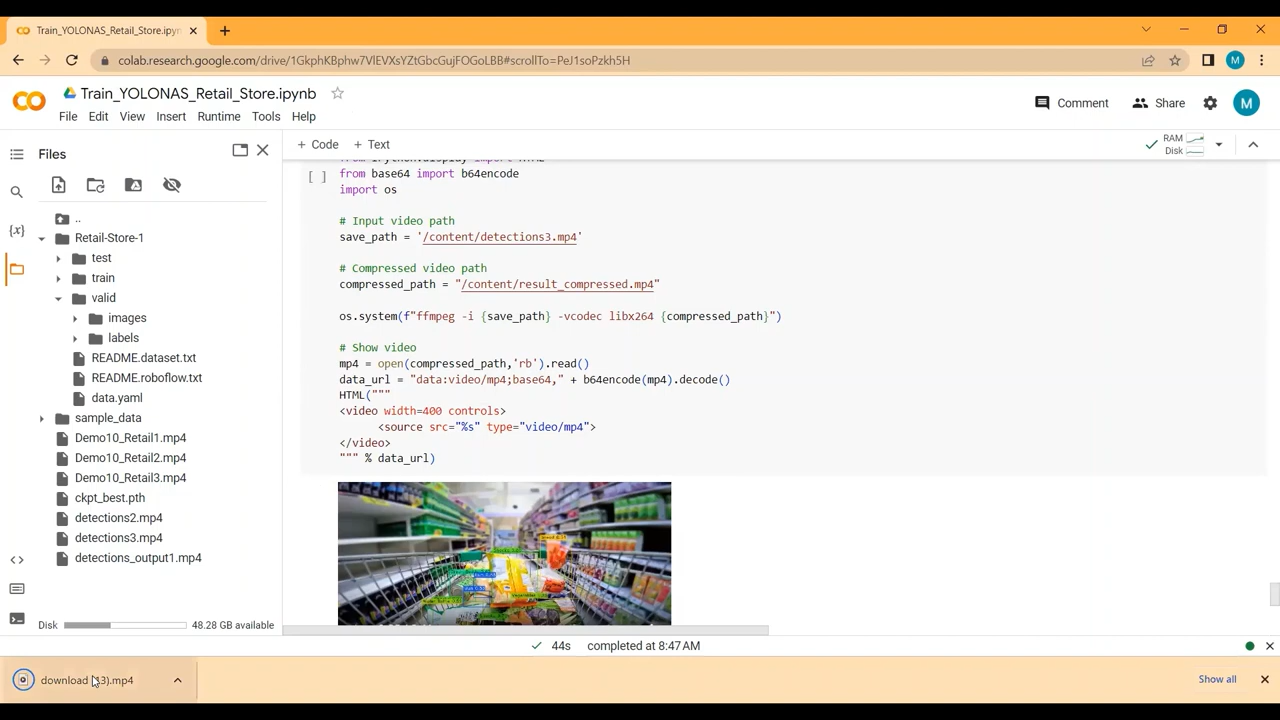 Train_YOLONAS_Retail_Store.ipyn
colab.research.google.com/drive/1GkphKBphw7VlEVXsYZtGbcGujFOGoLBB#scrollTo=PeJ1soPzkh5H
M
Train_YOLONAS_Retail_Store.ipynb
Comment
Share
M
File Edit View Insert Runtime Tools Help
Files
+ Code + Text
RAM
Disk
..
Retail-Store-1
test
train
valid
images
labels
README.dataset.txt
README.roboflow.txt
data.yaml
sample_data
Demo10_Retail1.mp4
Demo10_Retail2.mp4
Demo10_Retail3.mp4
ckpt_best.pth
detections2.mp4
detections3.mp4
detections_output1.mp4
Disk
48.28 GB available
{x}
<>
[ ]
from IPython.display import HTML
from base64 import b64encode
import os
# Input video path
save_path = '/content/detections3.mp4'
# Compressed video path
compressed_path = "/content/result_compressed.mp4"
os.system(f"ffmpeg -i {save_path} -vcodec libx264 {compressed_path}")
# Show video
mp4 = open(compressed_path,'rb').read()
data_url = "data:video/mp4;base64," + b64encode(mp4).decode()
HTML("""
<video width=400 controls>
<source src="%s" type="video/mp4">
</video>
""" % data_url)
44s completed at 8:47 AM
download 3).mp4
Show all